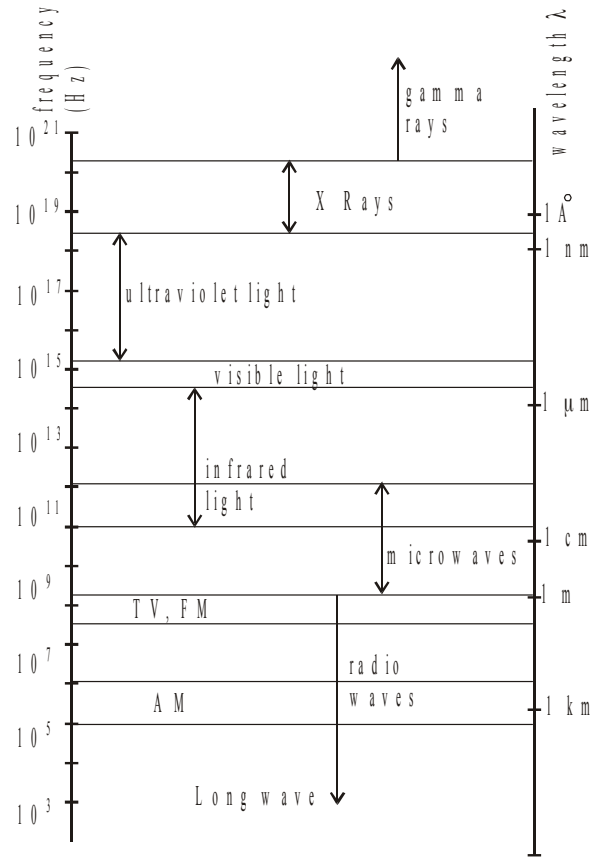 frequency
(Hz)
wavelength λ
gamma
rays
10^21
X Rays
10^19
1 A°
1 nm
10^17
ultraviolet light
10^15
visible light
1 μm
10^13
infrared
light
10^11
1 cm
microwaves
10^9
1 m
TV, FM
10^7
radio
waves
AM
1 km
10^5
Long wave
10^3